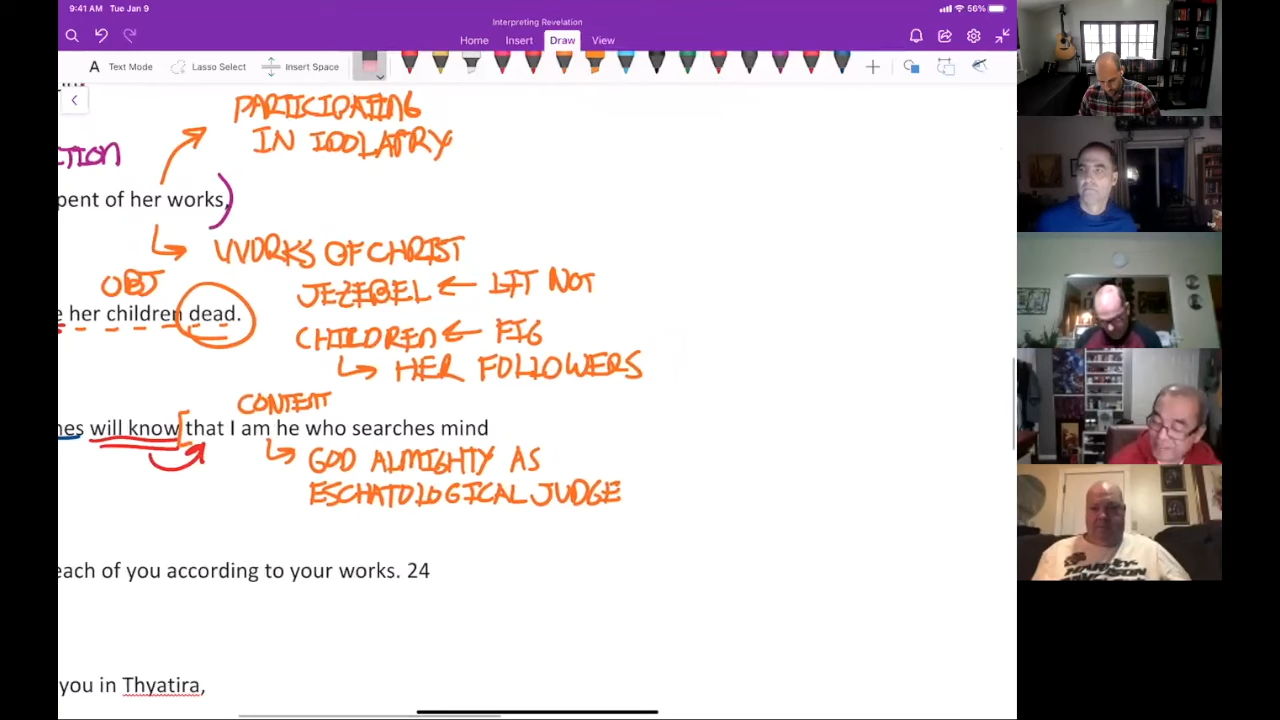 9:41 AM Tue Jan 9
56%
Interpreting Revelation
Home Insert Draw View
Text Mode Lasso Select Insert Space
PARTICIPATING
IN IDOLATRY
CTION
pent of her works,
WORKS OF CHRIST
OBJ
JEZEBEL ← LIT NOT
her children dead.
CHILDREN ← FIG
HER FOLLOWERS
CONTENT
hes will know [that I am he who searches mind
GOD ALMIGHTY AS
ESCHATOLOGICAL JUDGE
each of you according to your works. 24
you in Thyatira,
HARLEY-
DAVIDSON